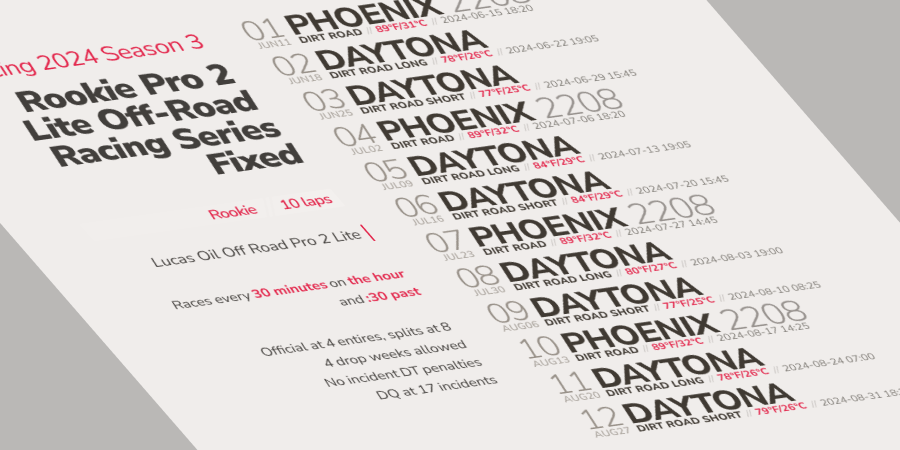 ing 2024 Season 3
Rookie Pro 2
Lite Off-Road
Racing Series
Fixed
Rookie 10 laps
Lucas Oil Off Road Pro 2 Lite
Races every 30 minutes on the hour
and :30 past
Official at 4 entires, splits at 8
4 drop weeks allowed
No incident DT penalties
DQ at 17 incidents
01 PHOENIX 2208
JUN11 DIRT ROAD // 89°F/31°C // 2024-06-15 18:20
02 DAYTONA
JUN18 DIRT ROAD LONG // 78°F/26°C // 2024-06-22 19:05
03 DAYTONA
JUN25 DIRT ROAD SHORT // 77°F/25°C // 2024-06-29 15:45
04 PHOENIX 2208
JUL02 DIRT ROAD // 89°F/32°C // 2024-07-06 18:20
05 DAYTONA
JUL09 DIRT ROAD LONG // 84°F/29°C // 2024-07-13 19:05
06 DAYTONA
JUL16 DIRT ROAD SHORT // 84°F/29°C // 2024-07-20 15:45
07 PHOENIX 2208
JUL23 DIRT ROAD // 89°F/32°C // 2024-07-27 14:45
08 DAYTONA
JUL30 DIRT ROAD LONG // 80°F/27°C // 2024-08-03 19:00
09 DAYTONA
AUG06 DIRT ROAD SHORT // 77°F/25°C // 2024-08-10 08:25
10 PHOENIX 2208
AUG13 DIRT ROAD // 89°F/32°C // 2024-08-17 14:25
11 DAYTONA
AUG20 DIRT ROAD LONG // 78°F/26°C // 2024-08-24 07:00
12 DAYTONA
AUG27 DIRT ROAD SHORT // 79°F/26°C // 2024-08-31